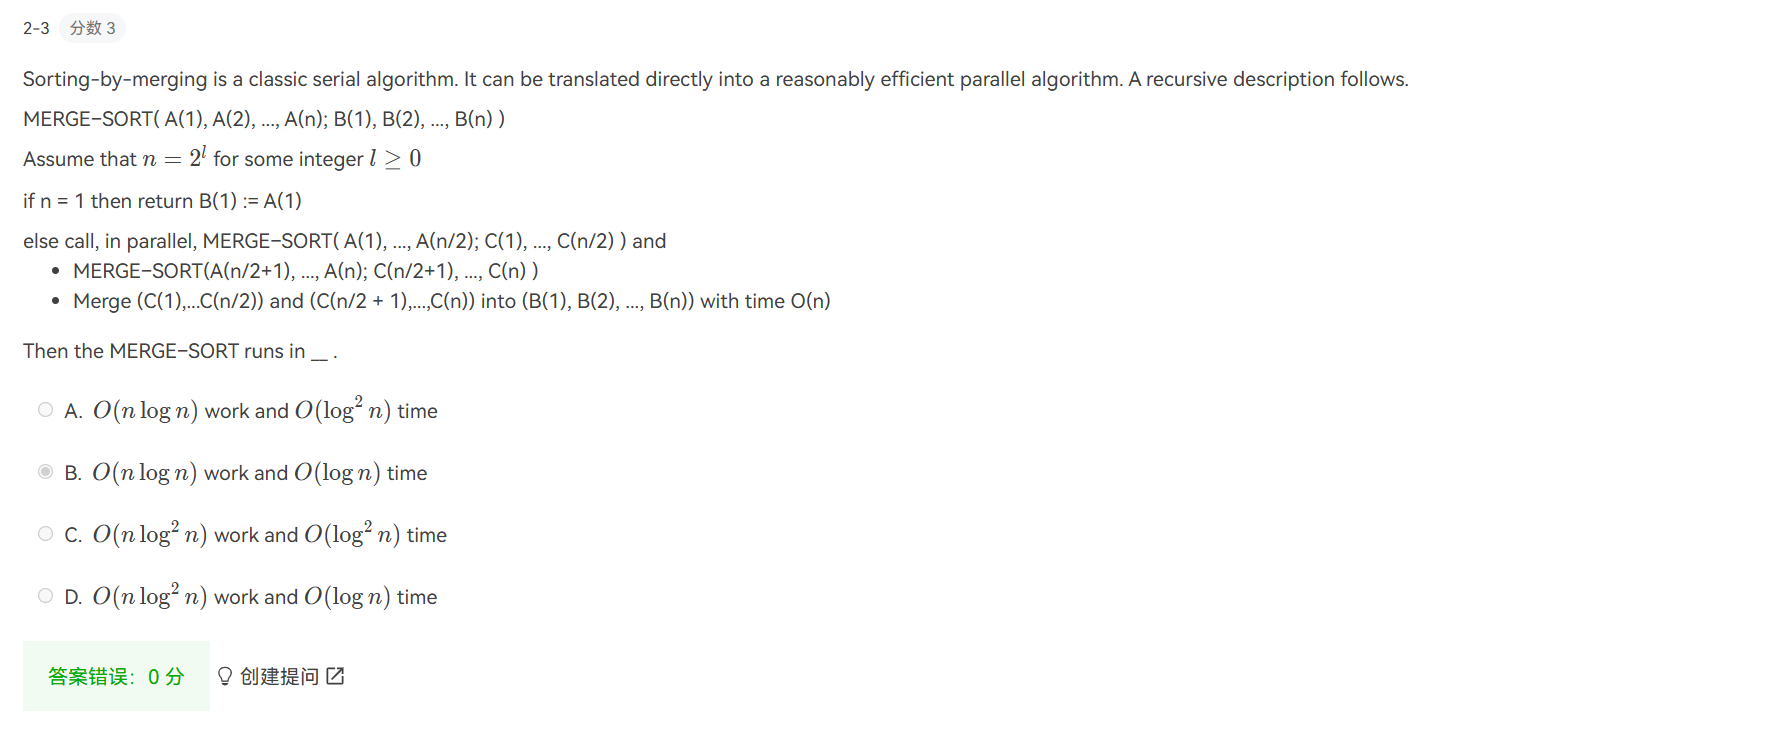 2-3 分数 3
Sorting-by-merging is a classic serial algorithm. It can be translated directly into a reasonably efficient parallel algorithm. A recursive description follows.
MERGE−SORT( A(1), A(2), ..., A(n); B(1), B(2), ..., B(n) )
Assume that $n = 2^l$ for some integer $l \geq 0$
if n = 1 then return B(1) := A(1)
else call, in parallel, MERGE−SORT( A(1), ..., A(n/2); C(1), ..., C(n/2) ) and
• MERGE−SORT(A(n/2+1), ..., A(n); C(n/2+1), ..., C(n) )
• Merge (C(1),...C(n/2)) and (C(n/2 + 1),...,C(n)) into (B(1), B(2), ..., B(n)) with time O(n)
Then the MERGE−SORT runs in __ .
A. $O(n \log n)$ work and $O(\log^2 n)$ time
B. $O(n \log n)$ work and $O(\log n)$ time
C. $O(n \log^2 n)$ work and $O(\log^2 n)$ time
D. $O(n \log^2 n)$ work and $O(\log n)$ time
答案错误：0 分 创建提问